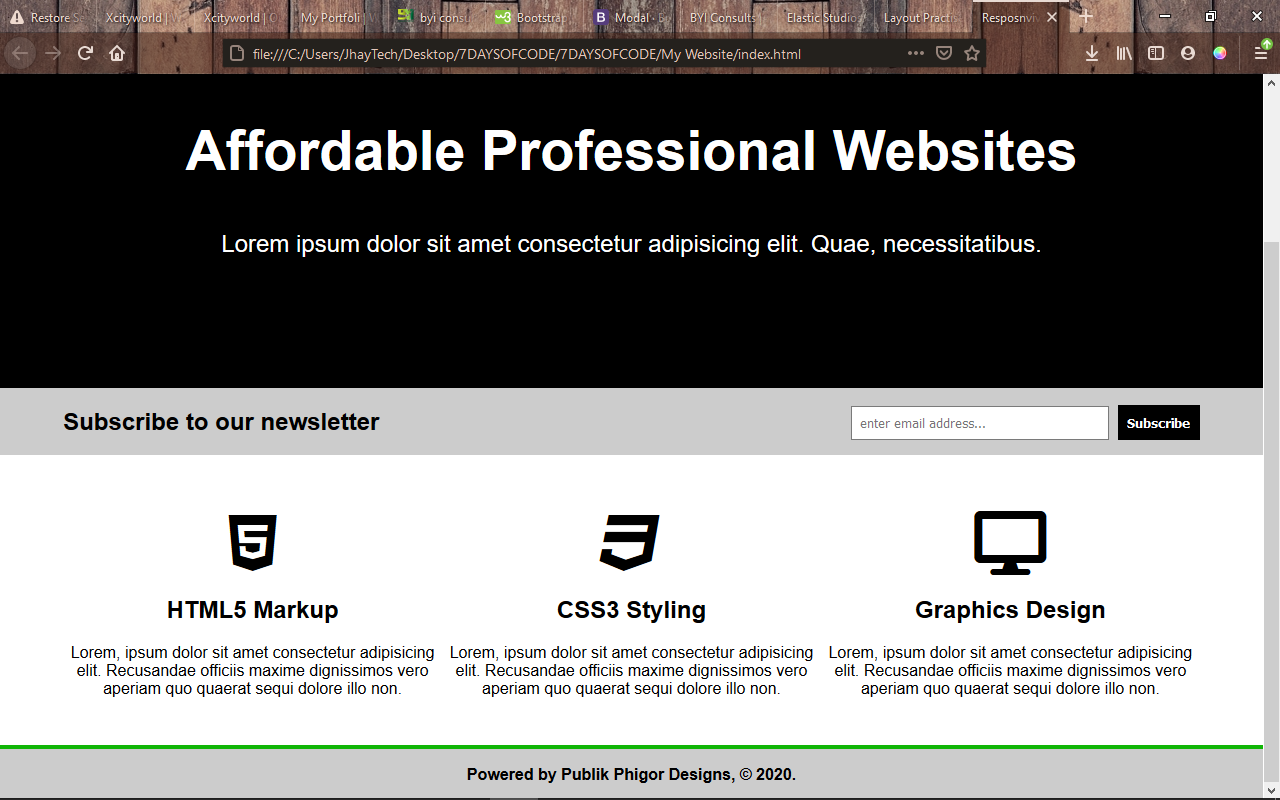 Restore Se
Xcityworld | W
Xcityworld | O
My Portfoli
byi consu
Bootstrap
Modal · B
BYI Consults
Elastic Studioz
Layout Practis
Resposnviv
file:///C:/Users/JhayTech/Desktop/7DAYSOFCODE/7DAYSOFCODE/My Website/index.html
Affordable Professional Websites
Lorem ipsum dolor sit amet consectetur adipisicing elit. Quae, necessitatibus.
Subscribe to our newsletter
enter email address...
Subscribe
HTML5 Markup
Lorem, ipsum dolor sit amet consectetur adipisicing
elit. Recusandae officiis maxime dignissimos vero
aperiam quo quaerat sequi dolore illo non.
CSS3 Styling
Lorem, ipsum dolor sit amet consectetur adipisicing
elit. Recusandae officiis maxime dignissimos vero
aperiam quo quaerat sequi dolore illo non.
Graphics Design
Lorem, ipsum dolor sit amet consectetur adipisicing
elit. Recusandae officiis maxime dignissimos vero
aperiam quo quaerat sequi dolore illo non.
Powered by Publik Phigor Designs, © 2020.